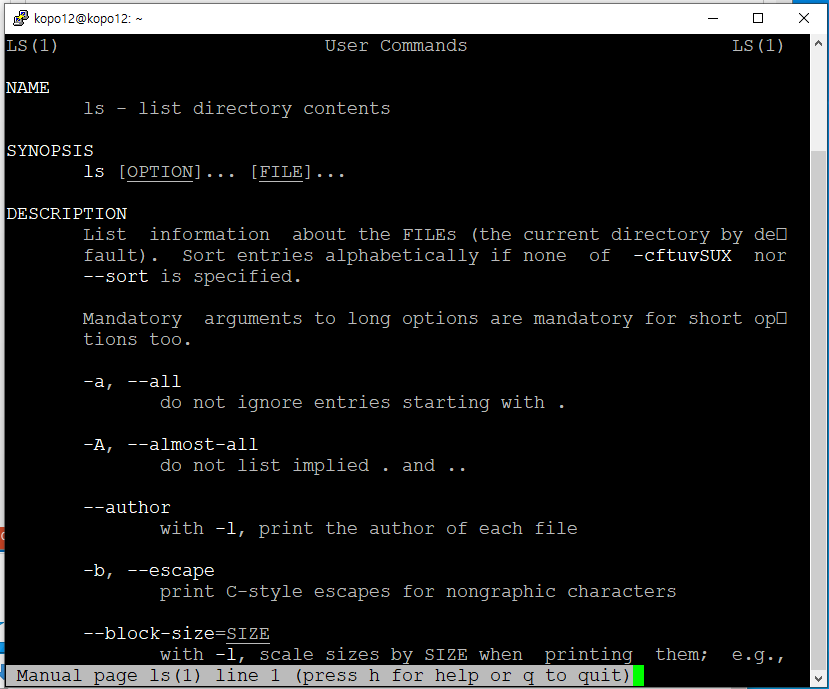 kopo12@kopo12: ~
LS(1) User Commands LS(1)
NAME
ls - list directory contents
SYNOPSIS
ls [OPTION]... [FILE]...
DESCRIPTION
List information about the FILEs (the current directory by de□
fault). Sort entries alphabetically if none of -cftuvSUX nor
--sort is specified.
Mandatory arguments to long options are mandatory for short op□
tions too.
-a, --all
do not ignore entries starting with .
-A, --almost-all
do not list implied . and ..
--author
with -l, print the author of each file
-b, --escape
print C-style escapes for nongraphic characters
--block-size=SIZE
with -l, scale sizes by SIZE when printing them; e.g.,
Manual page ls(1) line 1 (press h for help or q to quit)